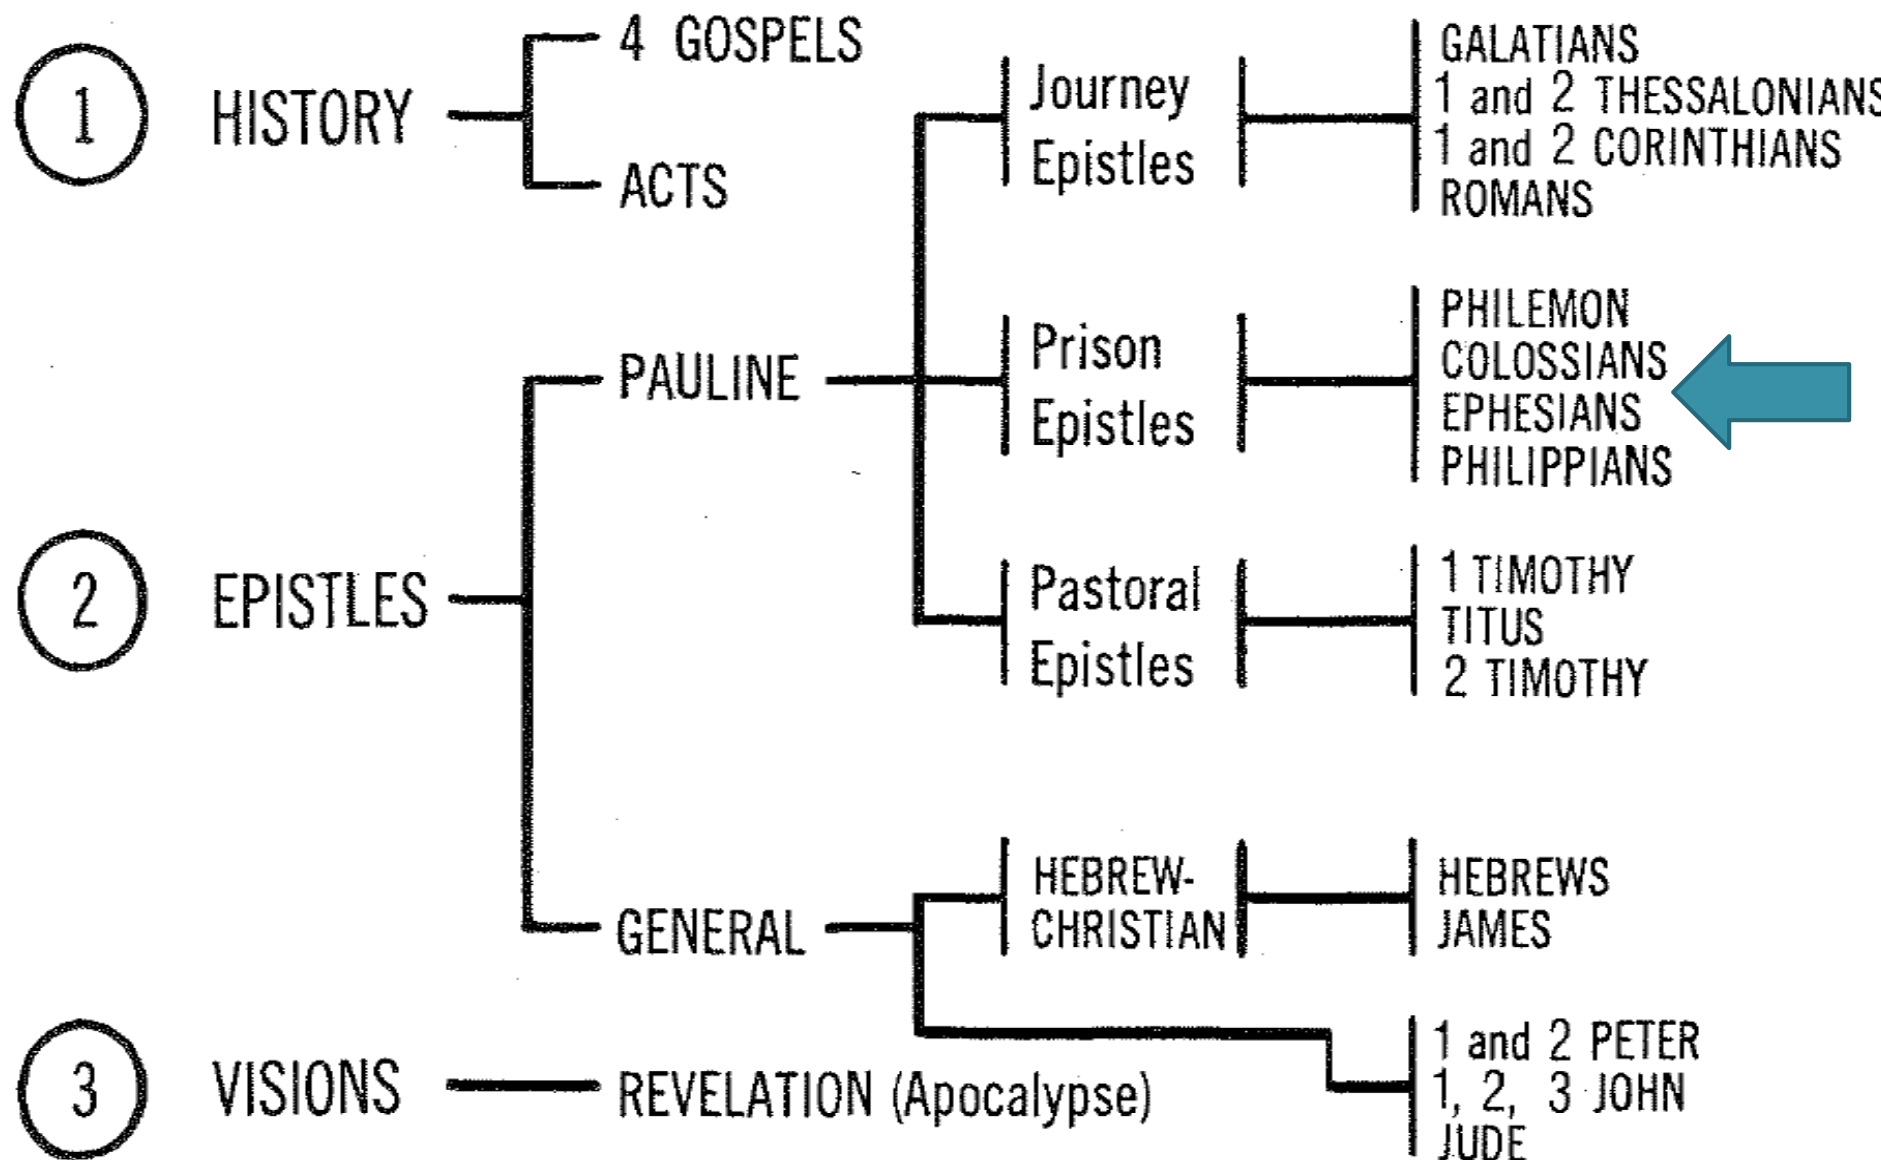 1 HISTORY
4 GOSPELS
ACTS
2 EPISTLES
PAULINE
Journey
Epistles
GALATIANS
1 and 2 THESSALONIANS
1 and 2 CORINTHIANS
ROMANS
Prison
Epistles
PHILEMON
COLOSSIANS
EPHESIANS
PHILIPPIANS
Pastoral
Epistles
1 TIMOTHY
TITUS
2 TIMOTHY
GENERAL
HEBREW-
CHRISTIAN
HEBREWS
JAMES
1 and 2 PETER
1, 2, 3 JOHN
JUDE
3 VISIONS
REVELATION (Apocalypse)